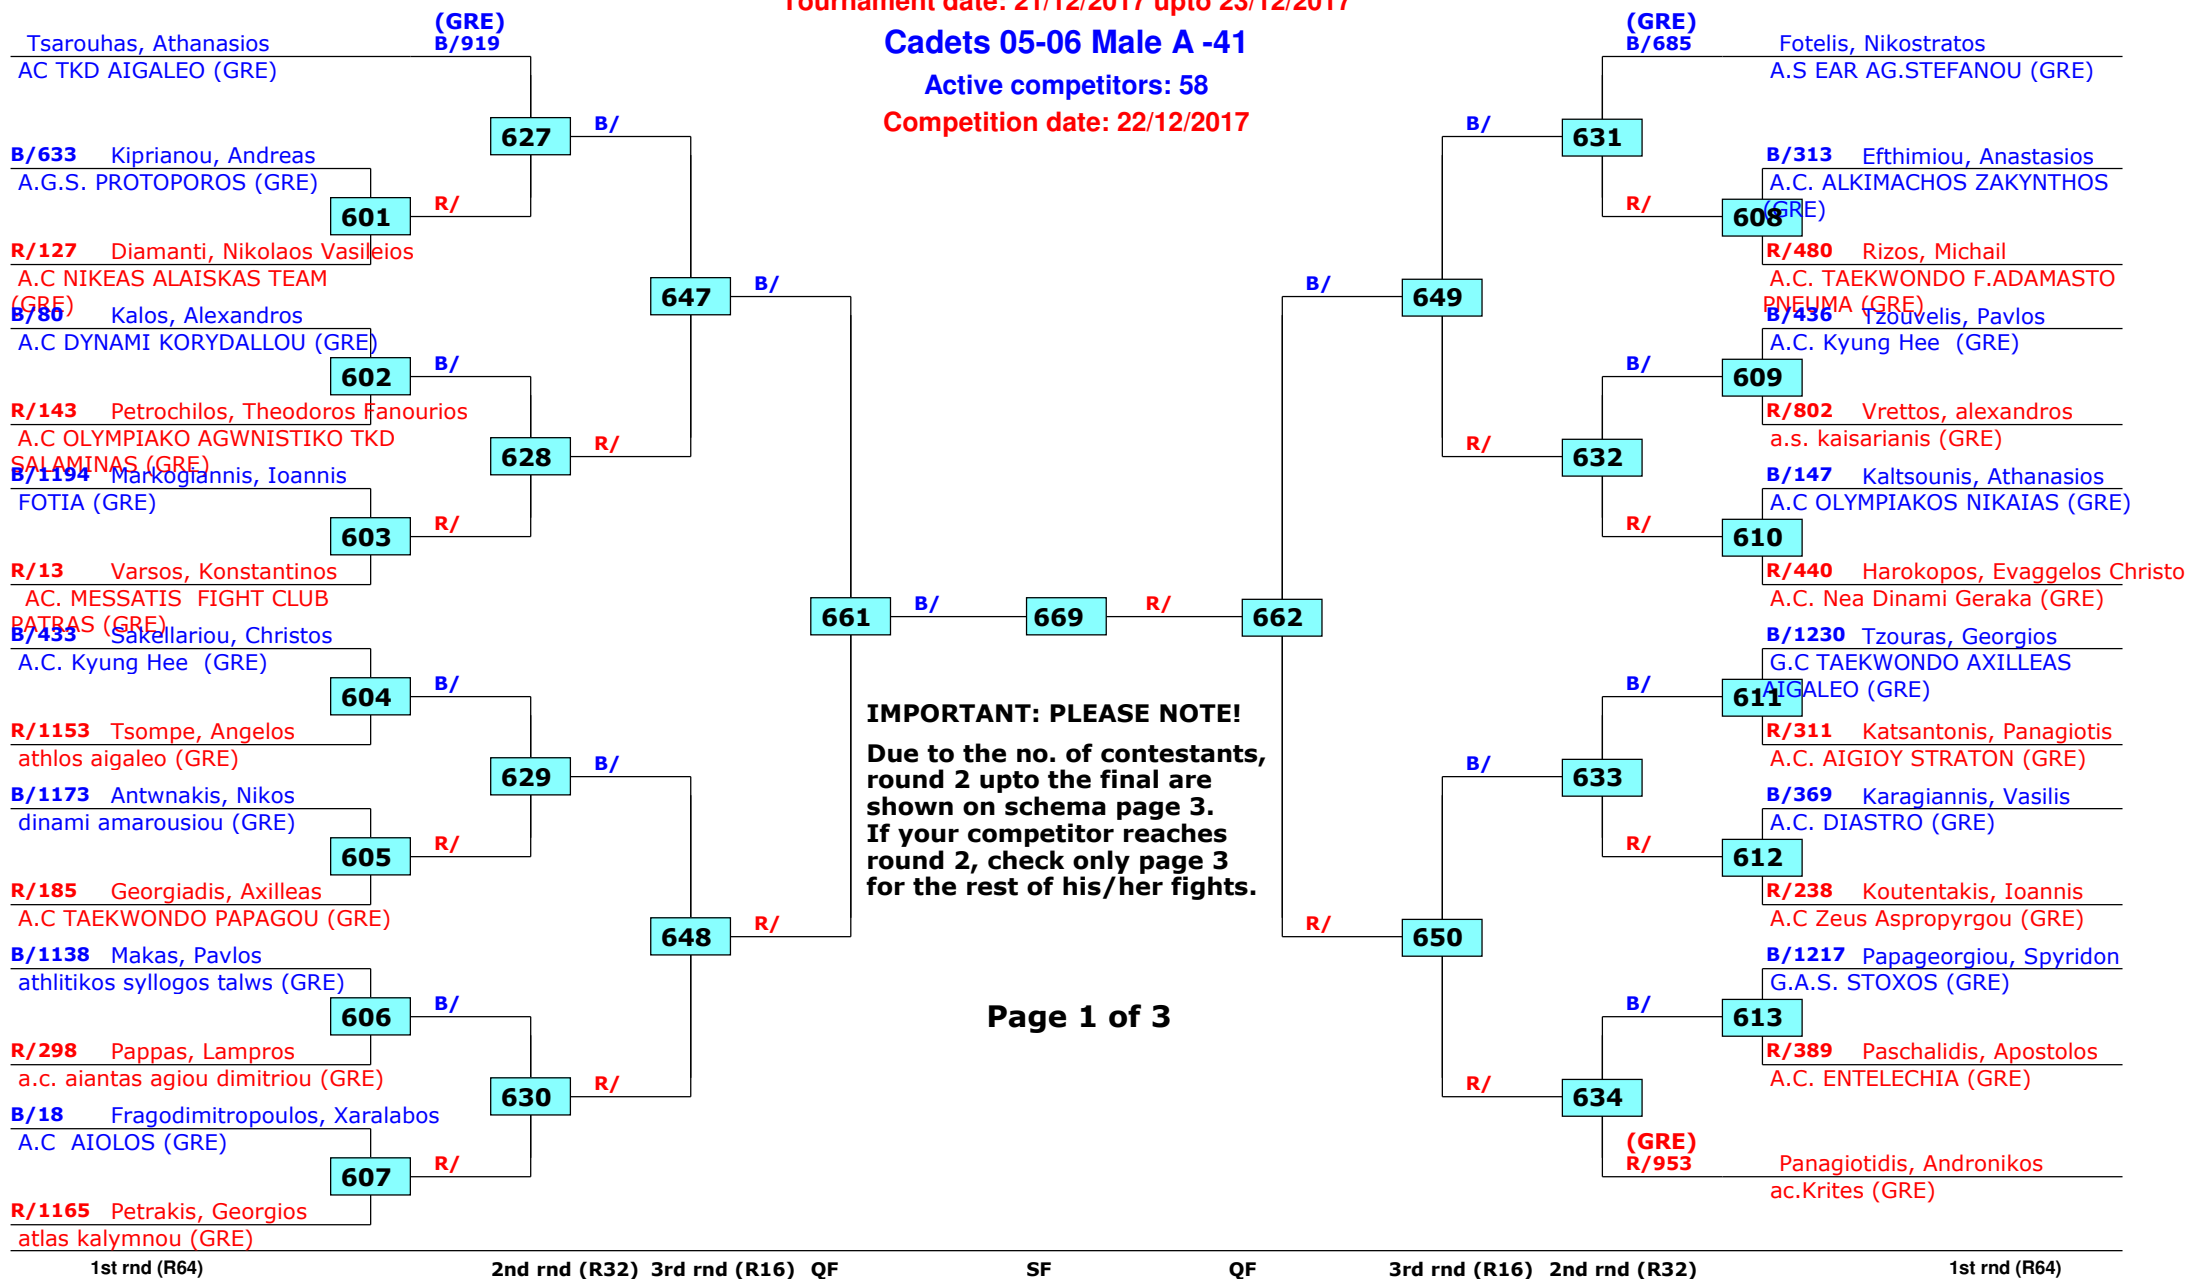 Tournament date: 21/12/2017 upto 23/12/2017
Cadets 05-06 Male A -41
Active competitors: 58
Competition date: 22/12/2017
(GRE)
Tsarouhas, Athanasios B/919
AC TKD AIGALEO (GRE)
627
B/
B/633 Kiprianou, Andreas
A.G.S. PROTOPOROS (GRE)
601
R/
R/127 Diamanti, Nikolaos Vasileios
A.C NIKEAS ALAISKAS TEAM
(GRE)
647
B/
B/80 Kalos, Alexandros
A.C DYNAMI KORYDALLOU (GRE)
602
B/
R/143 Petrochilos, Theodoros Fanourios
A.C OLYMPIAKO AGWNISTIKO TKD
SALAMINAS (GRE)
628
R/
B/1194 Markogiannis, Ioannis
FOTIA (GRE)
603
R/
R/13 Varsos, Konstantinos
AC. MESSATIS FIGHT CLUB
PATRAS (GRE)
661
B/
669
R/
662
B/433 Sakellariou, Christos
A.C. Kyung Hee (GRE)
604
B/
R/1153 Tsompe, Angelos
athlos aigaleo (GRE)
629
B/
B/1173 Antwnakis, Nikos
dinami amarousiou (GRE)
605
R/
R/185 Georgiadis, Axilleas
A.C TAEKWONDO PAPAGOU (GRE)
648
R/
B/1138 Makas, Pavlos
athlitikos syllogos talws (GRE)
606
B/
R/298 Pappas, Lampros
a.c. aiantas agiou dimitriou (GRE)
630
R/
B/18 Fragodimitropoulos, Xaralabos
A.C AIOLOS (GRE)
607
R/
R/1165 Petrakis, Georgios
atlas kalymnou (GRE)
IMPORTANT: PLEASE NOTE!
Due to the no. of contestants,
round 2 upto the final are
shown on schema page 3.
If your competitor reaches
round 2, check only page 3
for the rest of his/her fights.
Page 1 of 3
(GRE)
B/685 Fotelis, Nikostratos
A.S EAR AG.STEFANOU (GRE)
B/
631
B/313 Efthimiou, Anastasios
A.C. ALKIMACHOS ZAKYNTHOS
(GRE)
R/
608
R/480 Rizos, Michail
A.C. TAEKWONDO F.ADAMASTO
PNEUMA (GRE)
B/
649
B/436 Tzouvelis, Pavlos
A.C. Kyung Hee (GRE)
B/
609
R/802 Vrettos, alexandros
a.s. kaisarianis (GRE)
R/
632
B/147 Kaltsounis, Athanasios
A.C OLYMPIAKOS NIKAIAS (GRE)
R/
610
R/440 Harokopos, Evaggelos Christo
A.C. Nea Dinami Geraka (GRE)
B/1230 Tzouras, Georgios
G.C TAEKWONDO AXILLEAS
AIGALEO (GRE)
B/
611
R/311 Katsantonis, Panagiotis
A.C. AIGIOY STRATON (GRE)
B/
633
B/369 Karagiannis, Vasilis
A.C. DIASTRO (GRE)
R/
612
R/238 Koutentakis, Ioannis
A.C Zeus Aspropyrgou (GRE)
R/
650
B/1217 Papageorgiou, Spyridon
G.A.S. STOXOS (GRE)
B/
613
R/389 Paschalidis, Apostolos
A.C. ENTELECHIA (GRE)
R/
634
(GRE)
R/953 Panagiotidis, Andronikos
ac.Krites (GRE)
1st rnd (R64) 2nd rnd (R32) 3rd rnd (R16) QF SF QF 3rd rnd (R16) 2nd rnd (R32) 1st rnd (R64)